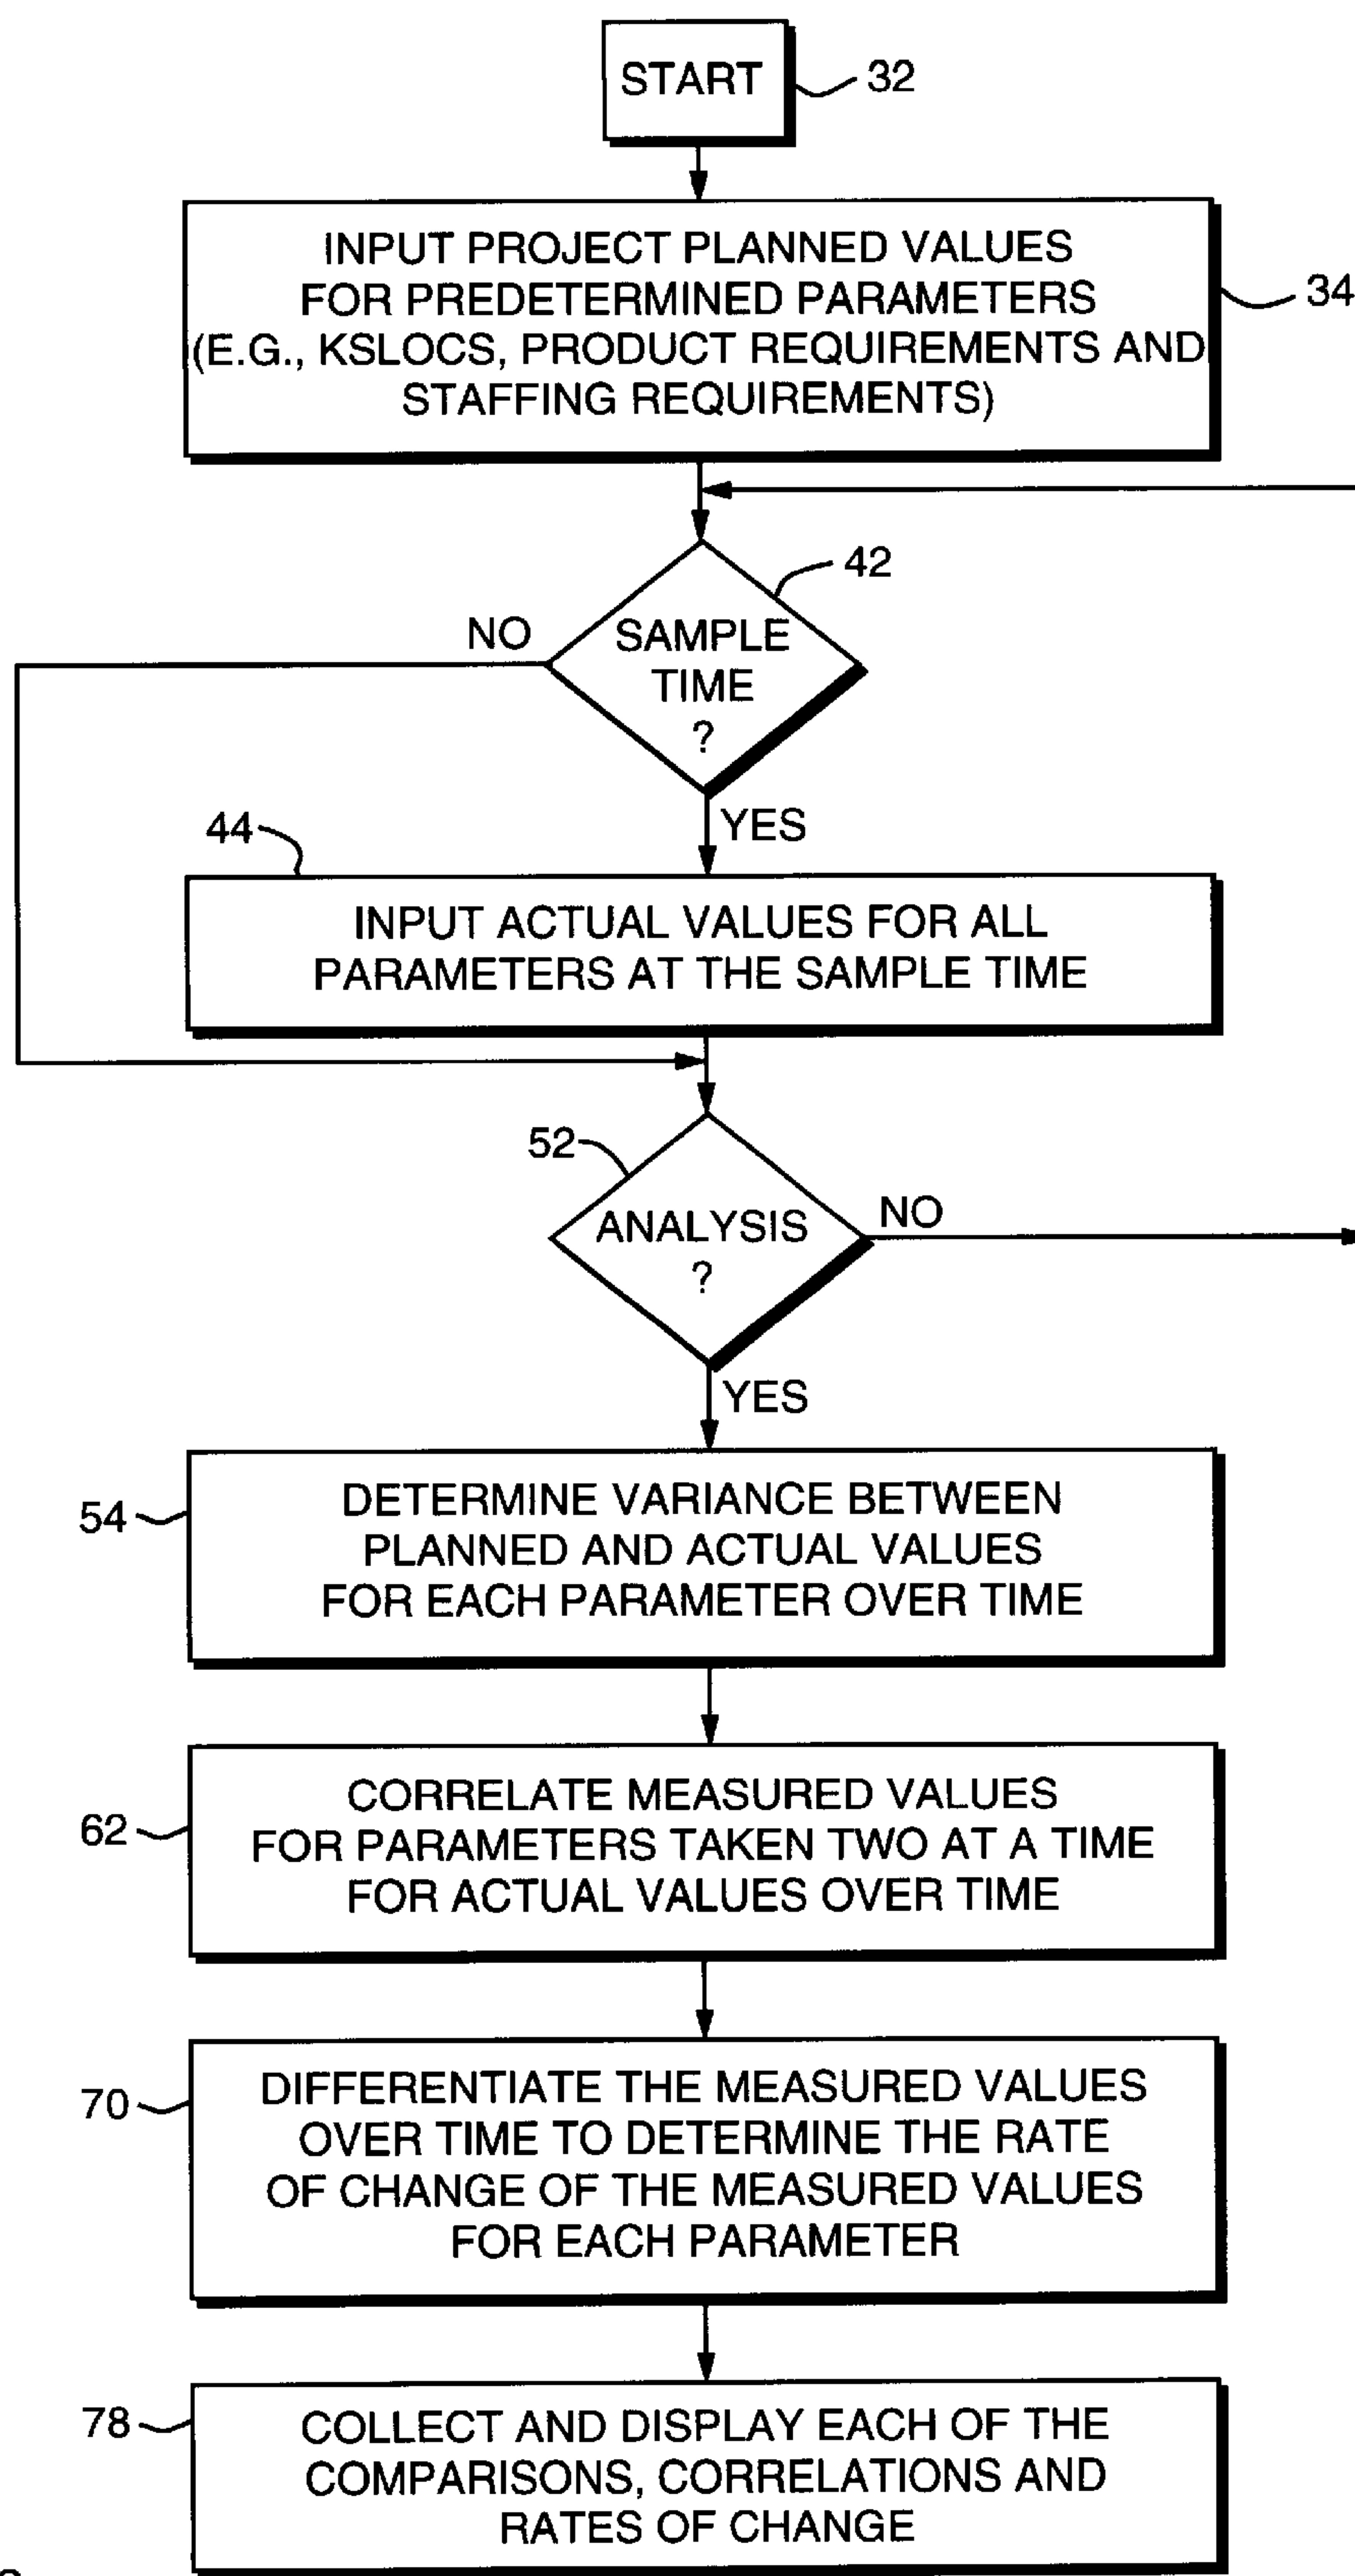 START
32
INPUT PROJECT PLANNED VALUES
FOR PREDETERMINED PARAMETERS
(E.G., KSLOCS, PRODUCT REQUIREMENTS AND
STAFFING REQUIREMENTS)
34
42
NO
SAMPLE
TIME
?
YES
44
INPUT ACTUAL VALUES FOR ALL
PARAMETERS AT THE SAMPLE TIME
52
ANALYSIS
?
NO
YES
54
DETERMINE VARIANCE BETWEEN
PLANNED AND ACTUAL VALUES
FOR EACH PARAMETER OVER TIME
62
CORRELATE MEASURED VALUES
FOR PARAMETERS TAKEN TWO AT A TIME
FOR ACTUAL VALUES OVER TIME
70
DIFFERENTIATE THE MEASURED VALUES
OVER TIME TO DETERMINE THE RATE
OF CHANGE OF THE MEASURED VALUES
FOR EACH PARAMETER
78
COLLECT AND DISPLAY EACH OF THE
COMPARISONS, CORRELATIONS AND
RATES OF CHANGE